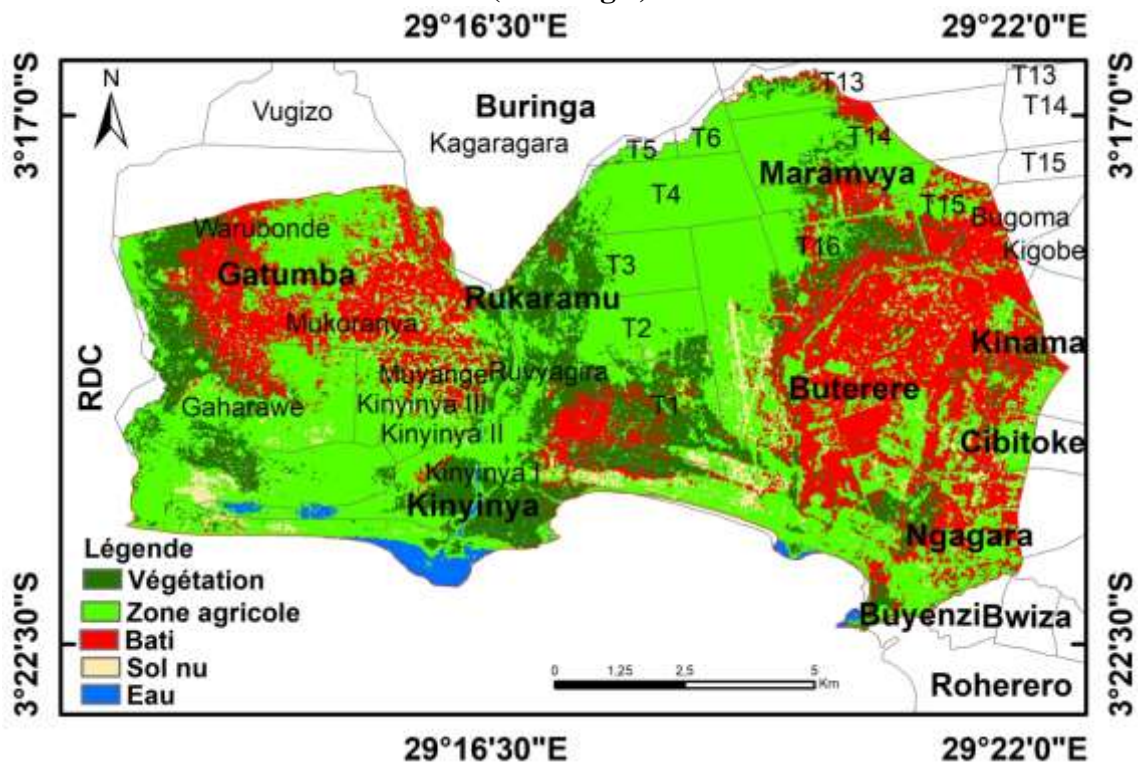 29°16'30"E 29°22'0"E
3°17'0"S
3°17'0"S
N
Vugizo
Buringa
Kagaragara
T13
T13
T14
T5
T6
T14
T15
Maramvya
T4
T15
Bugoma
Warubonde
T16
Kigobe
Gatumba
T3
Rukaramu
Mukoranya
T2
Kinama
RDC
Muyange
Ruvyagira
Buterere
Gaharawe
Kinyinya III
T1
Kinyinya II
Cibitoke
Kinyinya I
Kinyinya
Ngagara
Légende
Végétation
Zone agricole
Bati
Sol nu
Eau
Buyenzi
Bwiza
Roherero
0 1,25 2,5 5
Km
3°22'30"S
3°22'30"S
29°16'30"E 29°22'0"E